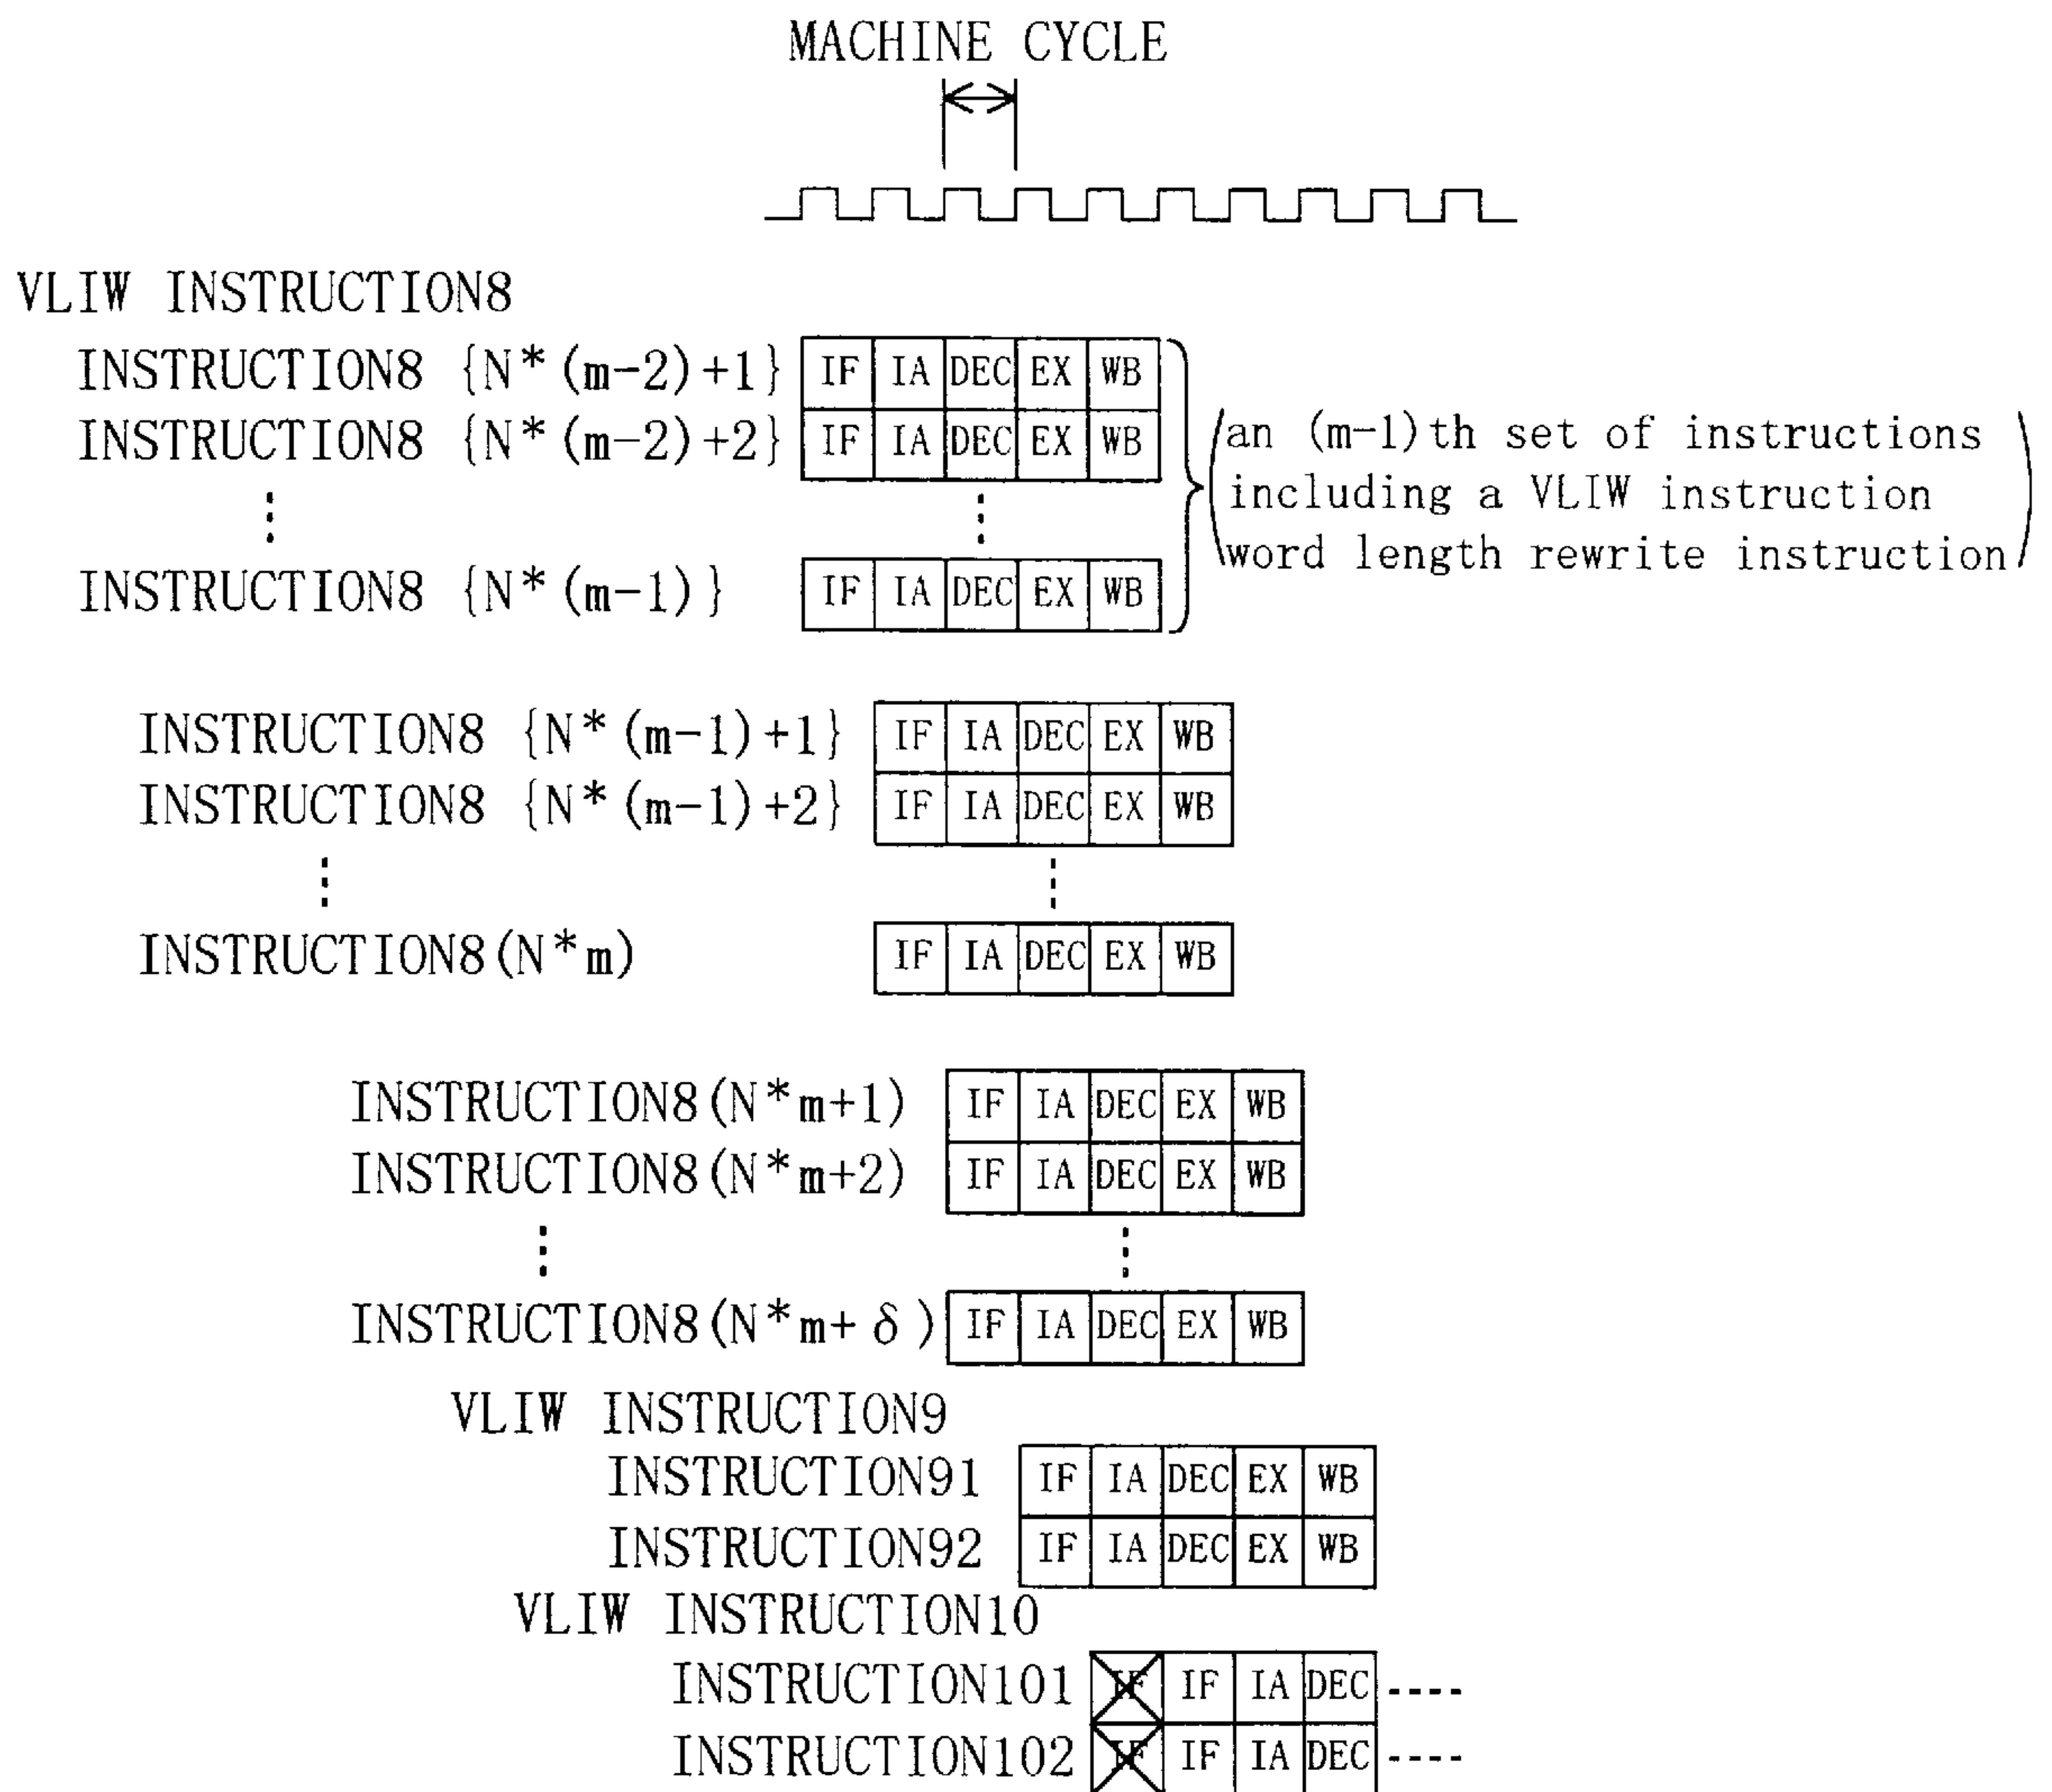 MACHINE CYCLE
VLIW INSTRUCTION8
INSTRUCTION8 {N*(m-2)+1} IF IA DEC EX WB
INSTRUCTION8 {N*(m-2)+2} IF IA DEC EX WB
an (m-1)th set of instructions
including a VLIW instruction
word length rewrite instruction
INSTRUCTION8 {N*(m-1)} IF IA DEC EX WB
INSTRUCTION8 {N*(m-1)+1} IF IA DEC EX WB
INSTRUCTION8 {N*(m-1)+2} IF IA DEC EX WB
INSTRUCTION8(N*m) IF IA DEC EX WB
INSTRUCTION8(N*m+1) IF IA DEC EX WB
INSTRUCTION8(N*m+2) IF IA DEC EX WB
INSTRUCTION8(N*m+δ) IF IA DEC EX WB
VLIW INSTRUCTION9
INSTRUCTION91 IF IA DEC EX WB
INSTRUCTION92 IF IA DEC EX WB
VLIW INSTRUCTION10
INSTRUCTION101 IF IF IA DEC ----
INSTRUCTION102 IF IF IA DEC ----